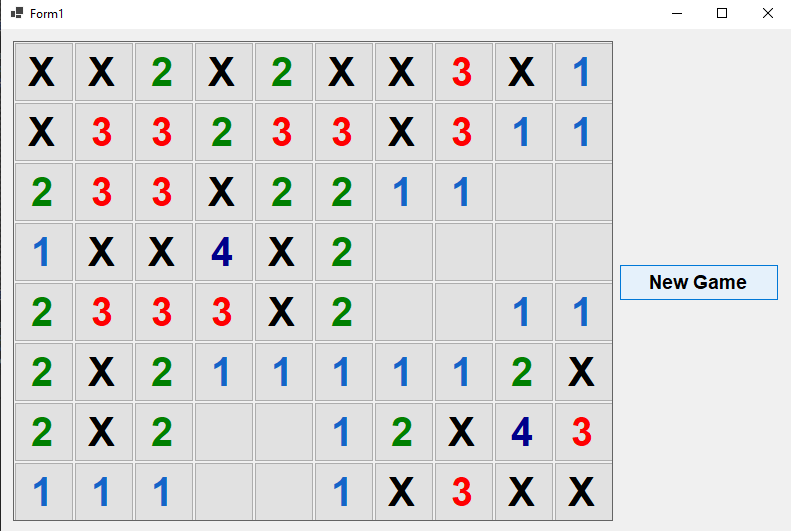 Form1
X X 2 X 2 X X 3 X 1
X 3 3 2 3 3 X 3 1 1
2 3 3 X 2 2 1 1
1 X X 4 X 2
New Game
2 3 3 3 X 2 1 1
2 X 2 1 1 1 1 1 2 X
2 X 2 1 2 X 4 3
1 1 1 1 X 3 X X